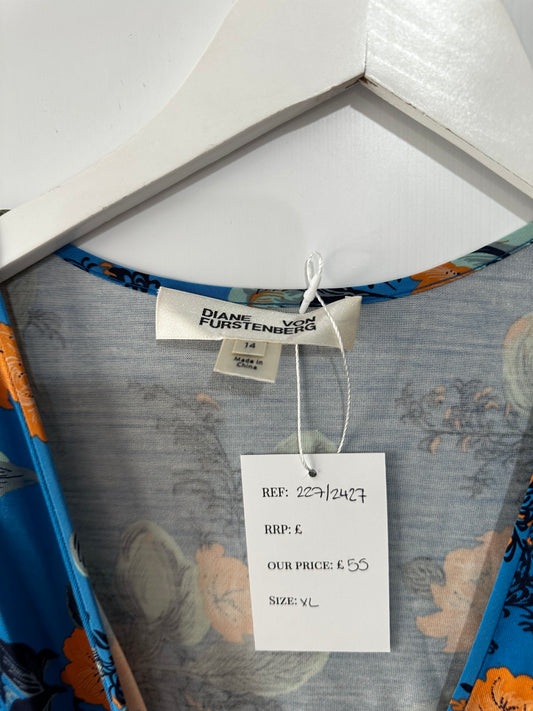 DIANE VON
FURSTENBERG
14
Made in
China
REF: 227/2427
RRP: £
OUR PRICE: £ 55
SIZE: XL